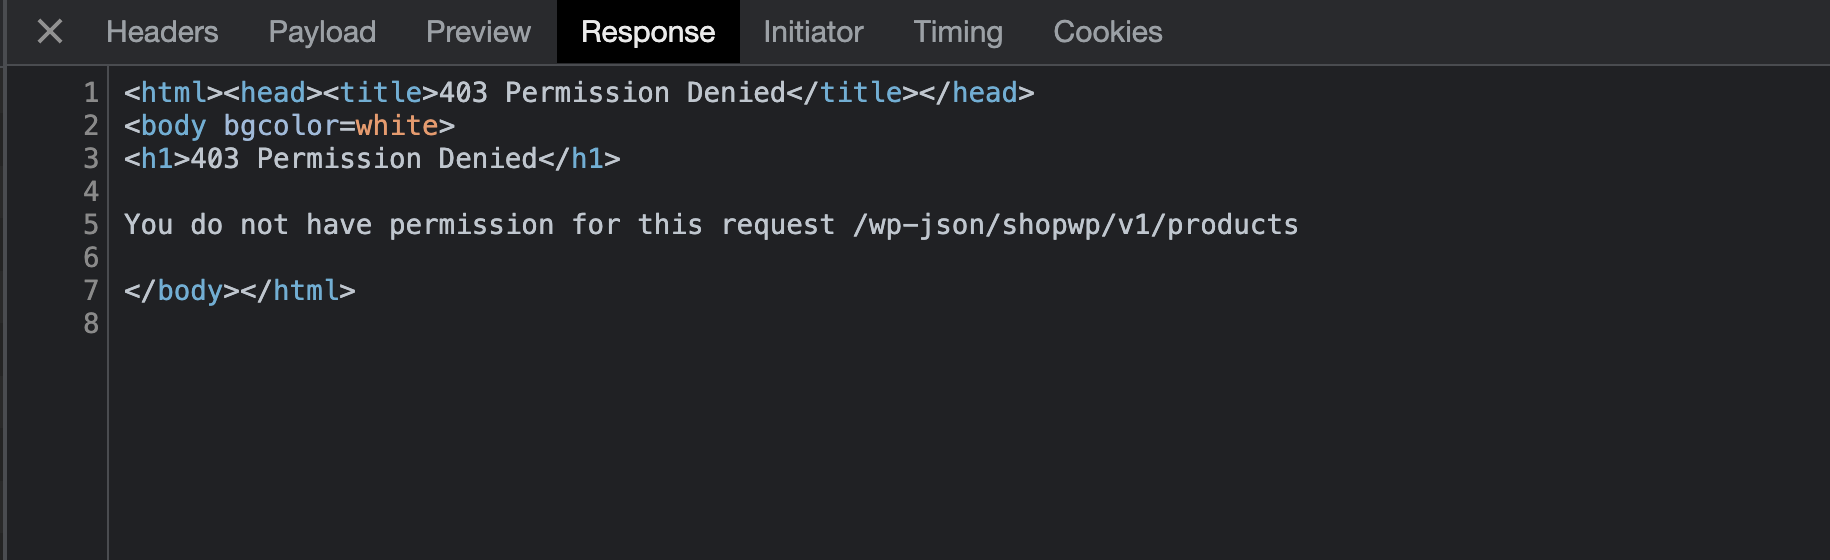 Headers Payload Preview Response Initiator Timing Cookies
1 <html><head><title>403 Permission Denied</title></head>
2 <body bgcolor=white>
3 <h1>403 Permission Denied</h1>
4
5 You do not have permission for this request /wp-json/shopwp/v1/products
6
7 </body></html>
8